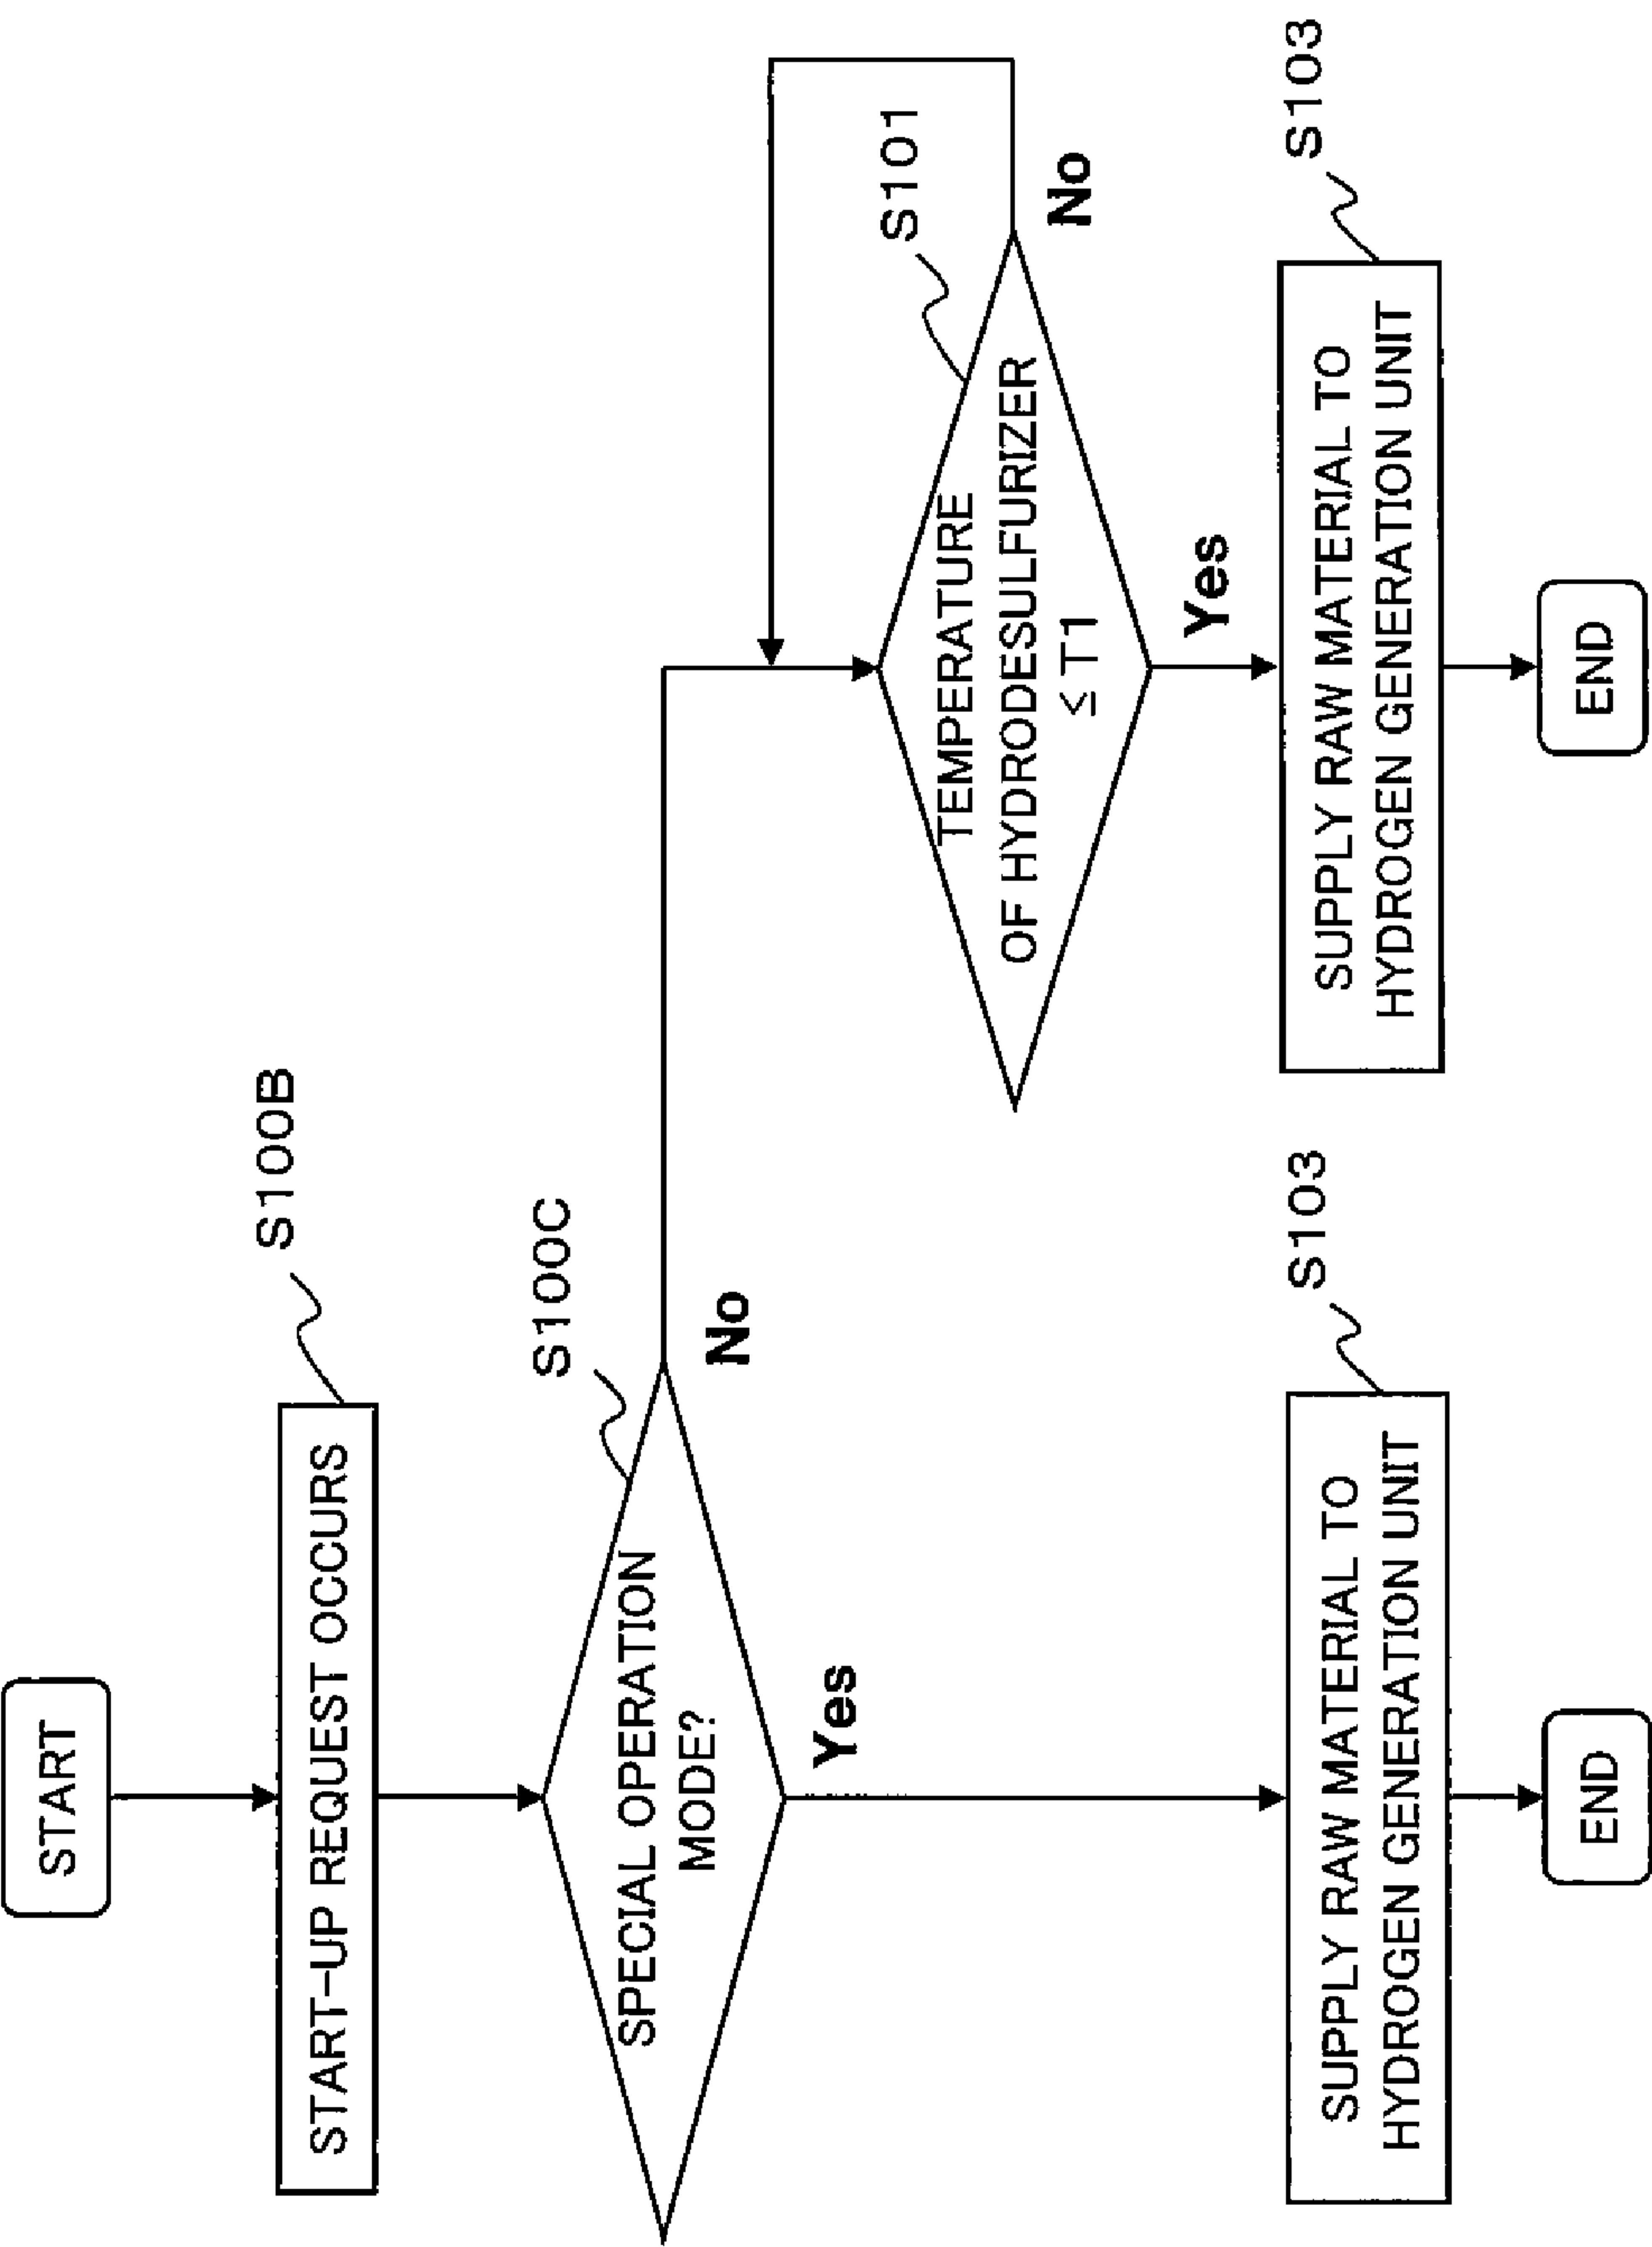 START
S100B
START-UP REQUEST OCCURS
S100C
SPECIAL OPERATION
MODE?
No
Yes
S101
TEMPERATURE
OF HYDRODESULFURIZER
≤T1
No
Yes
S103
SUPPLY RAW MATERIAL TO
HYDROGEN GENERATION UNIT
END
S103
SUPPLY RAW MATERIAL TO
HYDROGEN GENERATION UNIT
END